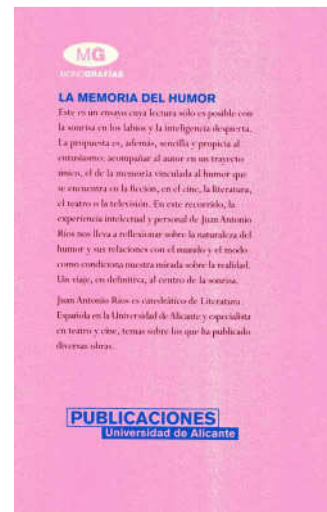 MG
MONOGRAFÍAS
LA MEMORIA DEL HUMOR
Este es un ensayo cuya lectura sólo es posible con
la sonrisa en los labios y la inteligencia despierta.
La propuesta es, además, sencilla y propicia al
entusiasmo: acompañar al autor en un trayecto
único, el de la memoria vinculada al humor que
se encuentra en la ficción, en el cine, la literatura,
el teatro o la televisión. En este recorrido, la
experiencia intelectual y personal de Juan Antonio
Ríos nos lleva a reflexionar sobre la naturaleza del
humor y sus relaciones con el mundo y el modo
como condiciona nuestra mirada sobre la realidad.
Un viaje, en definitiva, al centro de la sonrisa.
Juan Antonio Ríos es catedrático de Literatura
Española en la Universidad de Alicante y especialista
en teatro y cine, temas sobre los que ha publicado
diversas obras.
PUBLICACIONES
Universidad de Alicante